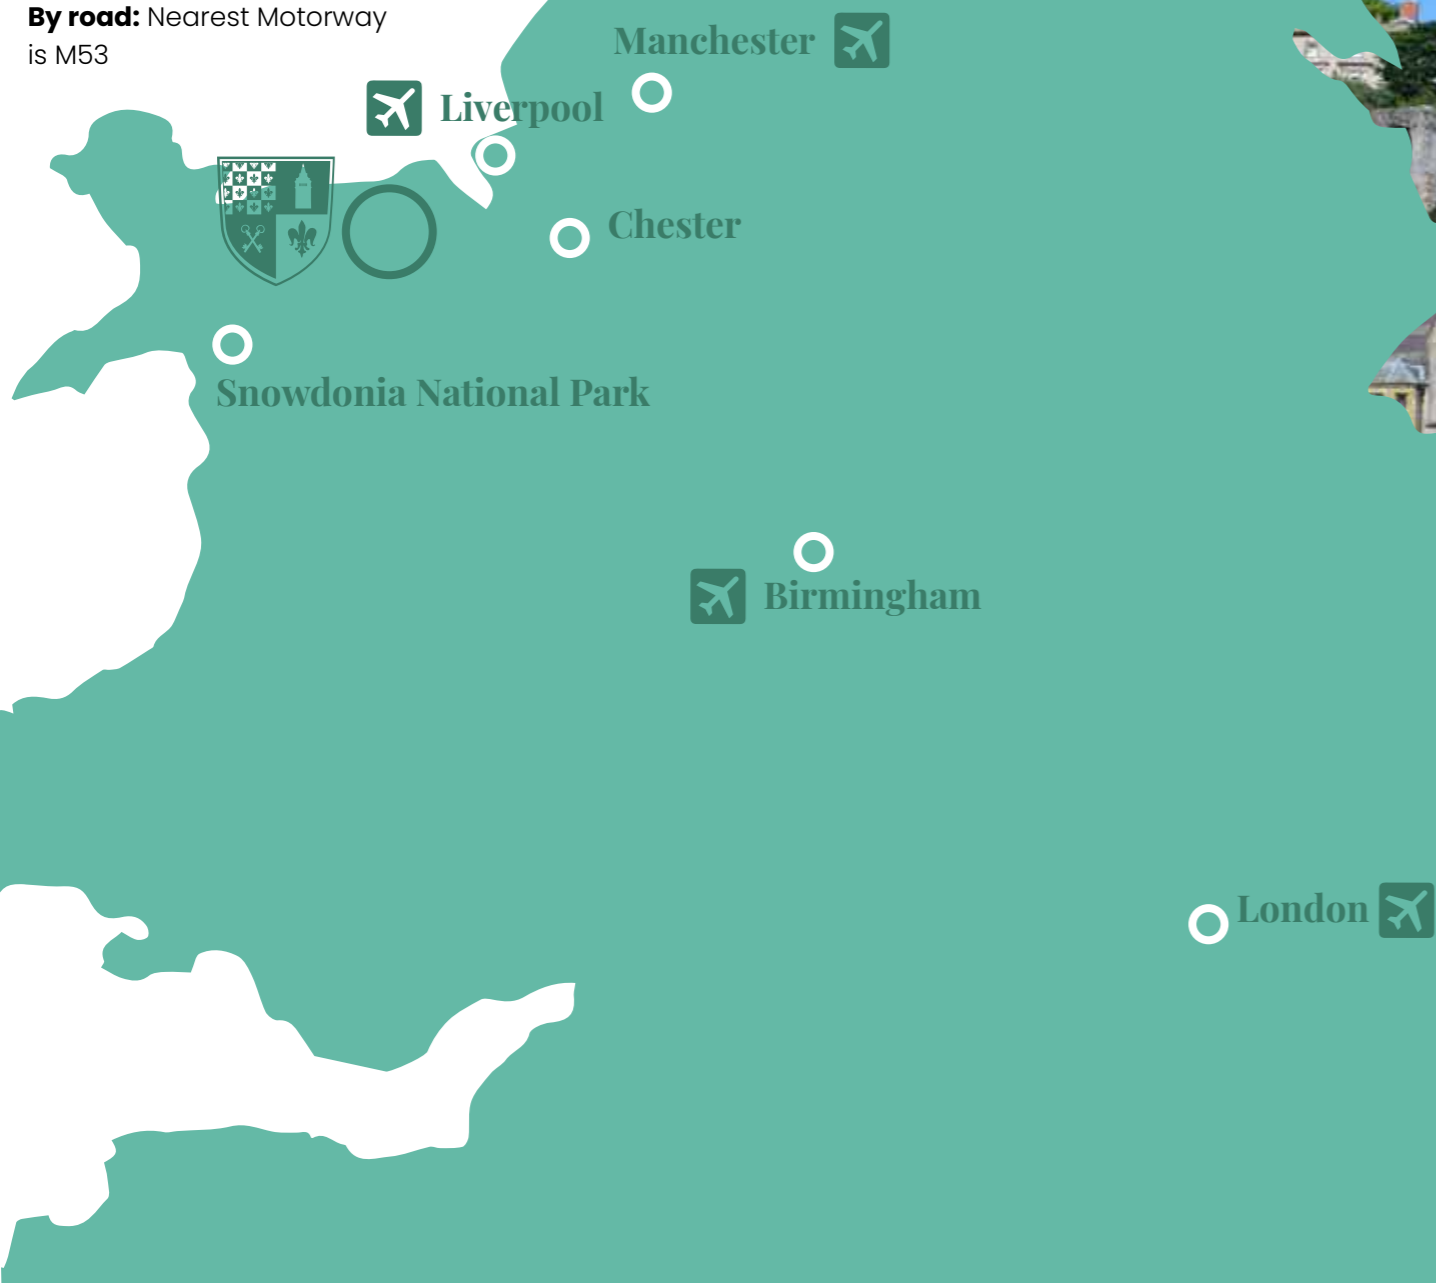 By road: Nearest Motorway
is M53
Manchester
Liverpool
Chester
Snowdonia National Park
Birmingham
London